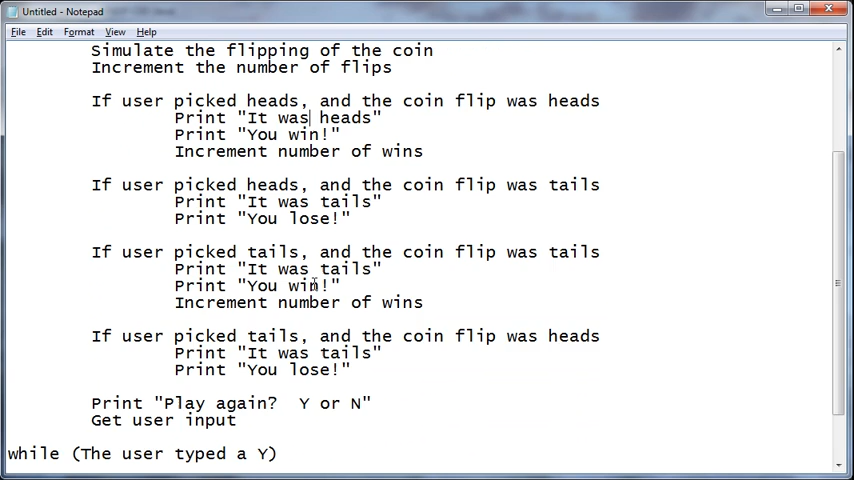 Untitled - Notepad
File Edit Format View Help
Simulate the flipping of the coin
Increment the number of flips
If user picked heads, and the coin flip was heads
Print "It was heads"
Print "You win!"
Increment number of wins
If user picked heads, and the coin flip was tails
Print "It was tails"
Print "You lose!"
If user picked tails, and the coin flip was tails
Print "It was tails"
Print "You win!"
Increment number of wins
If user picked tails, and the coin flip was heads
Print "It was tails"
Print "You lose!"
Print "Play again?  Y or N"
Get user input
while (The user typed a Y)